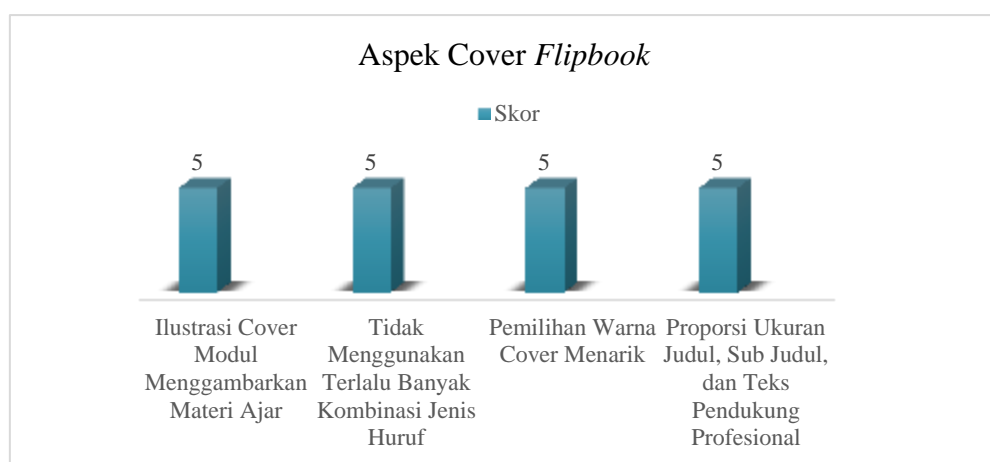 Aspek Cover Flipbook
Skor
5 5 5 5
Ilustrasi Cover
Modul
Menggambarkan
Materi Ajar
Tidak
Menggunakan
Terlalu Banyak
Kombinasi Jenis
Huruf
Pemilihan Warna
Cover Menarik
Proporsi Ukuran
Judul, Sub Judul,
dan Teks
Pendukung
Profesional